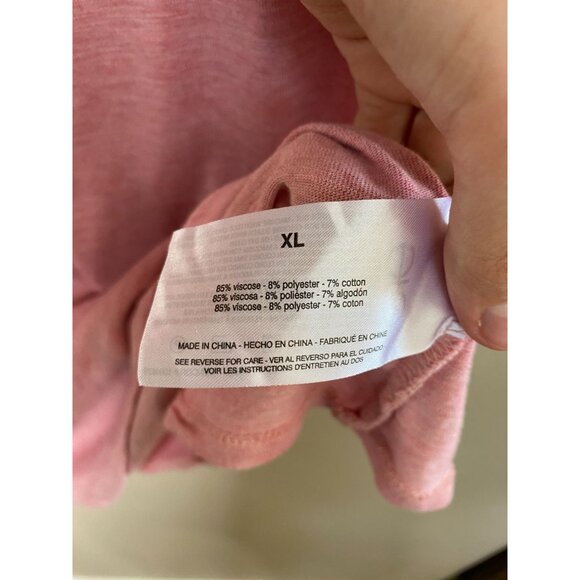 XL
85% viscose - 8% polyester - 7% cotton
85% viscosa - 8% poliéster - 7% algodón
85% viscose - 8% polyester - 7% coton
MADE IN CHINA - HECHO EN CHINA - FABRIQUÉ EN CHINE
SEE REVERSE FOR CARE - VER AL REVERSO PARA EL CUIDADO
VOIR LES INSTRUCTIONS D'ENTRETIEN AU DOS